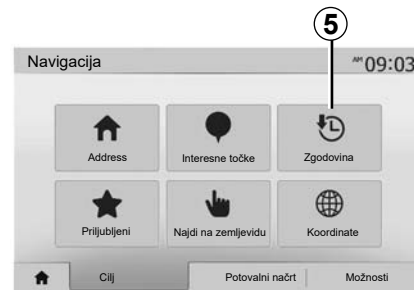 5
Navigacija
AM 09:03
Address
Interesne točke
Zgodovina
Priljubljeni
Najdi na zemljevidu
Koordinate
Cilj
Potovalni načrt
Možnosti